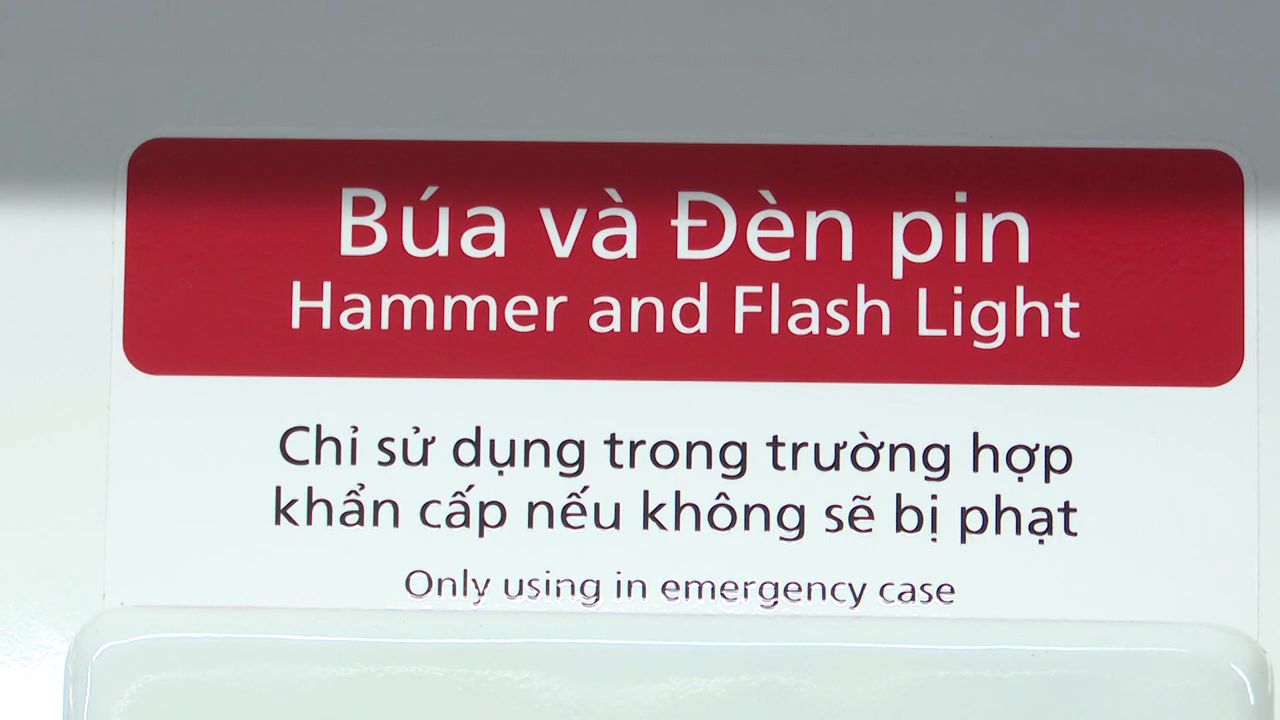 Búa và Đèn pin
Hammer and Flash Light
Chỉ sử dụng trong trường hợp
khẩn cấp nếu không sẽ bị phạt
Only using in emergency case